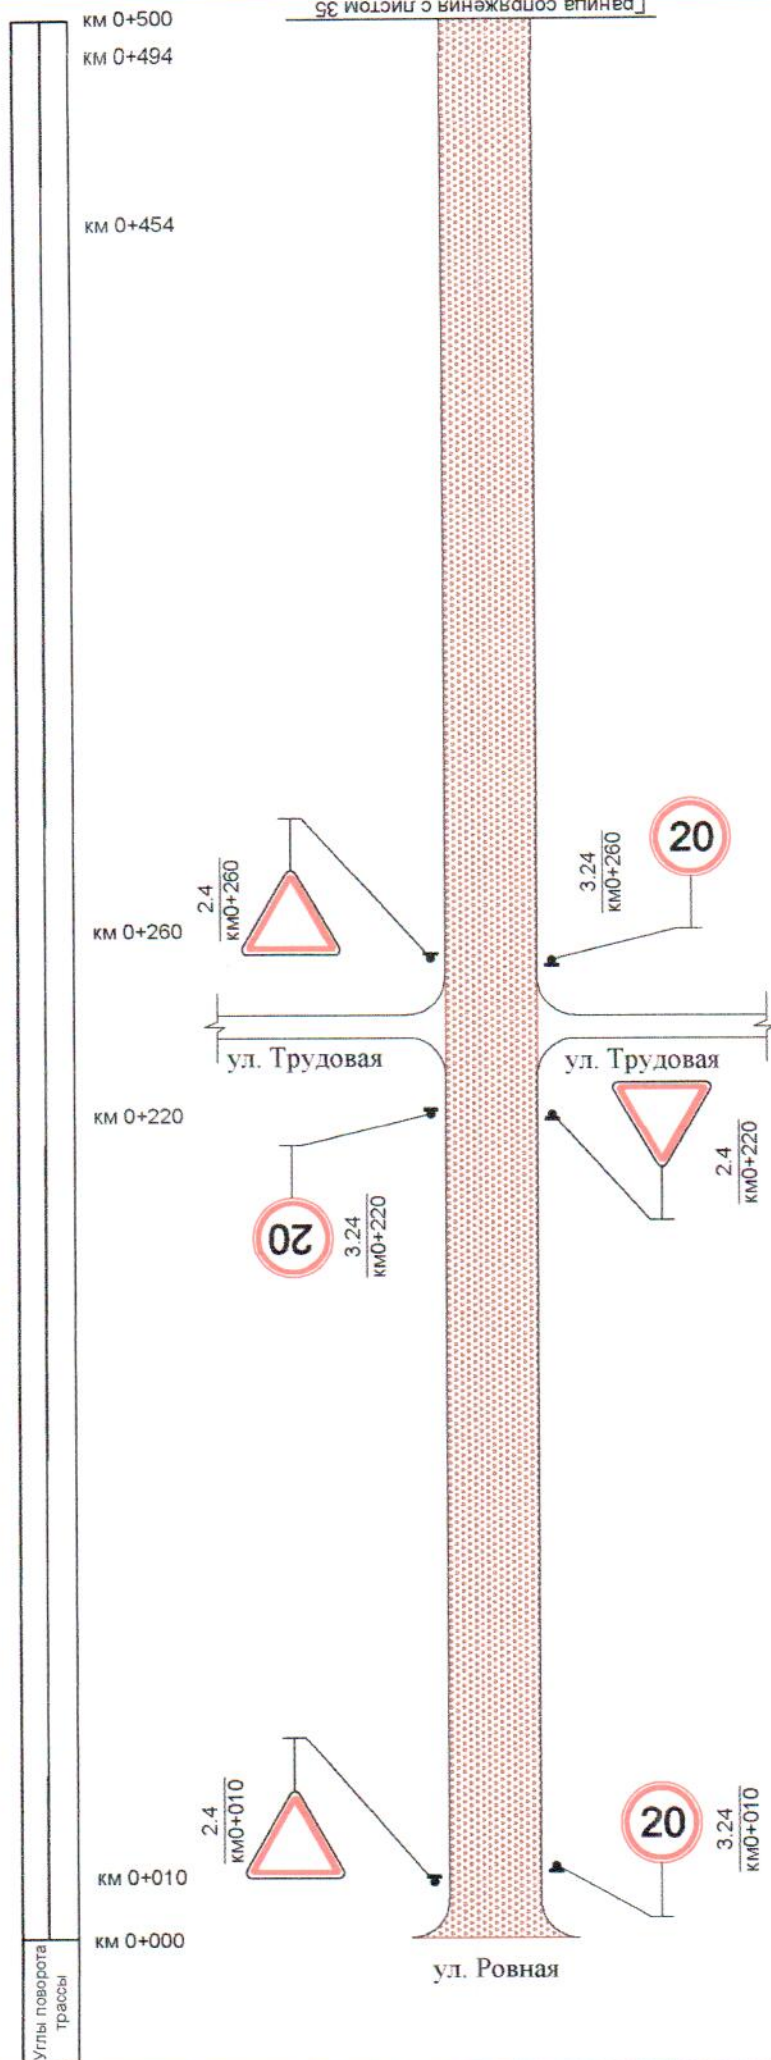 км 0+500
Граница сопряжения с листом 35
км 0+494
км 0+454
20
3.24
км0+260
2.4
км0+260
км 0+260
ул. Трудовая
ул. Трудовая
км 0+220
2.4
км0+220
20
3.24
км0+220
2.4
км0+010
20
3.24
км0+010
км 0+010
км 0+000
ул. Ровная
Углы поворота
трассы